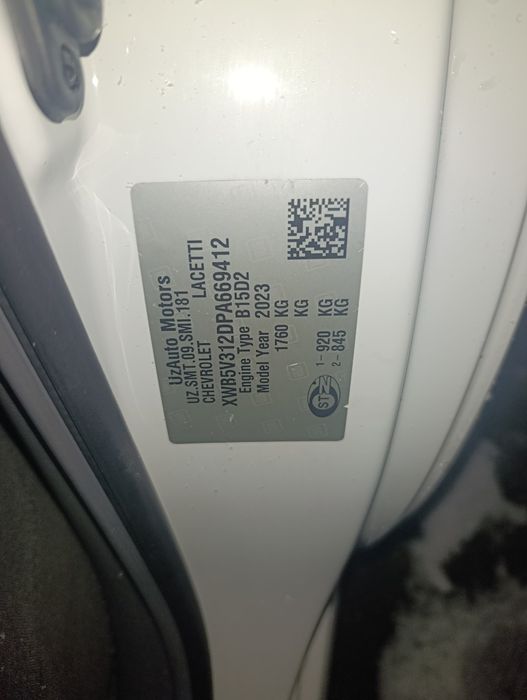 UzAuto Motors
UZ.SMT.09.SMI.181
CHEVROLET LACETTI
XWB5V312DPA669412
Engine Type B15D2
Model Year 2023
1760 KG
KG
1- 920 KG
2- 845 KG
ST